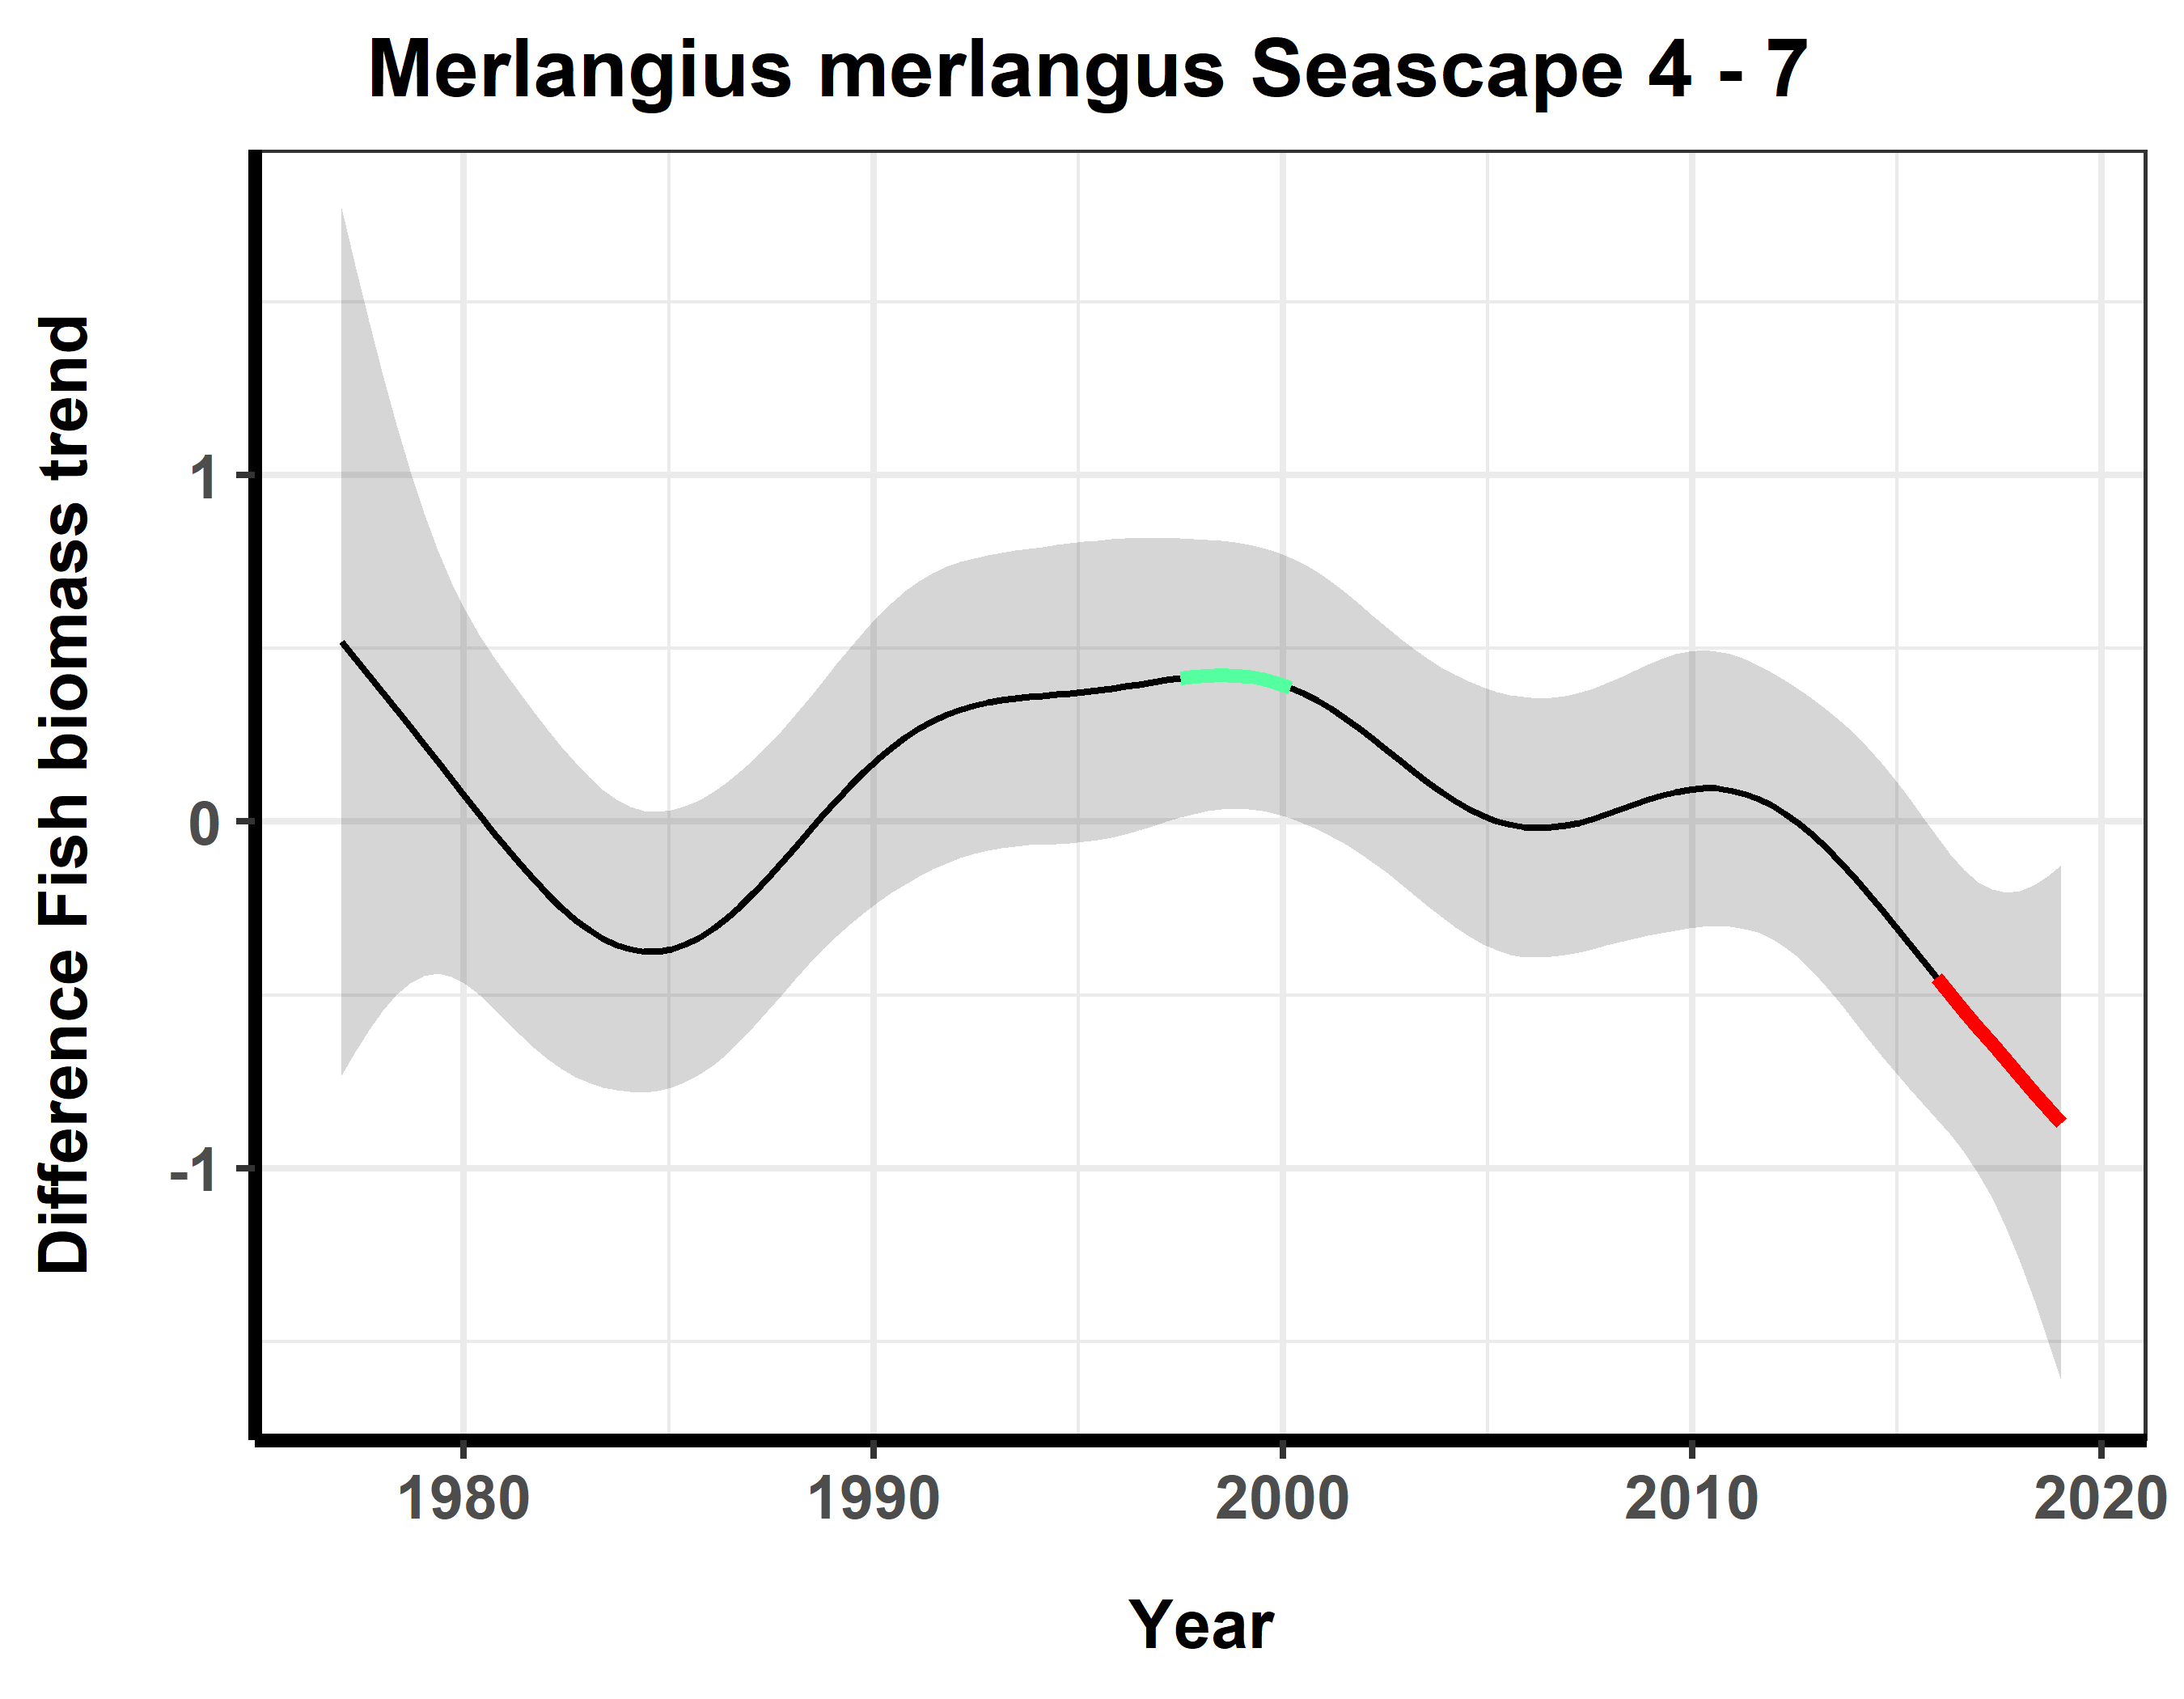 Merlangius merlangus Seascape 4 - 7
Difference Fish biomass trend
1
0
-1
1980 1990 2000 2010 2020
Year